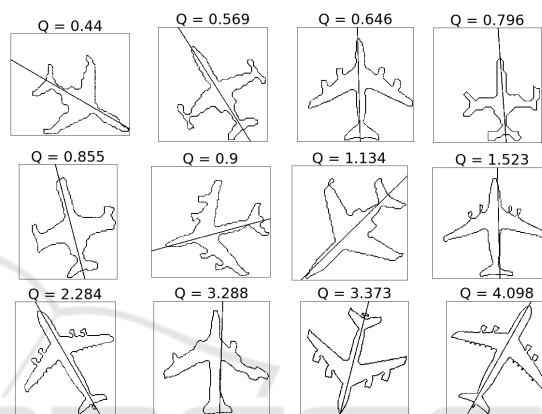 Q = 0.44 Q = 0.569 Q = 0.646 Q = 0.796
Q = 0.855 Q = 0.9 Q = 1.134 Q = 1.523
Q = 2.284 Q = 3.288 Q = 3.373 Q = 4.098